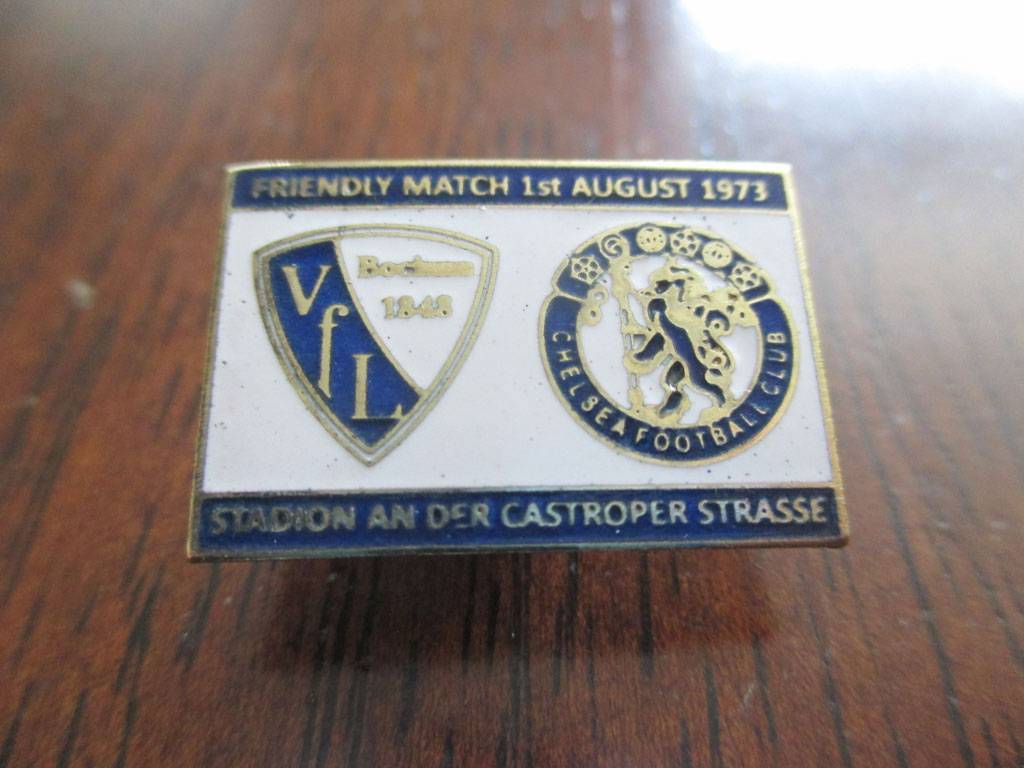 FRIENDLY MATCH 1st AUGUST 1973
VfL
Bochum
1848
CHELSEA FOOTBALL CLUB
STADION AN DER CASTROPER STRASSE